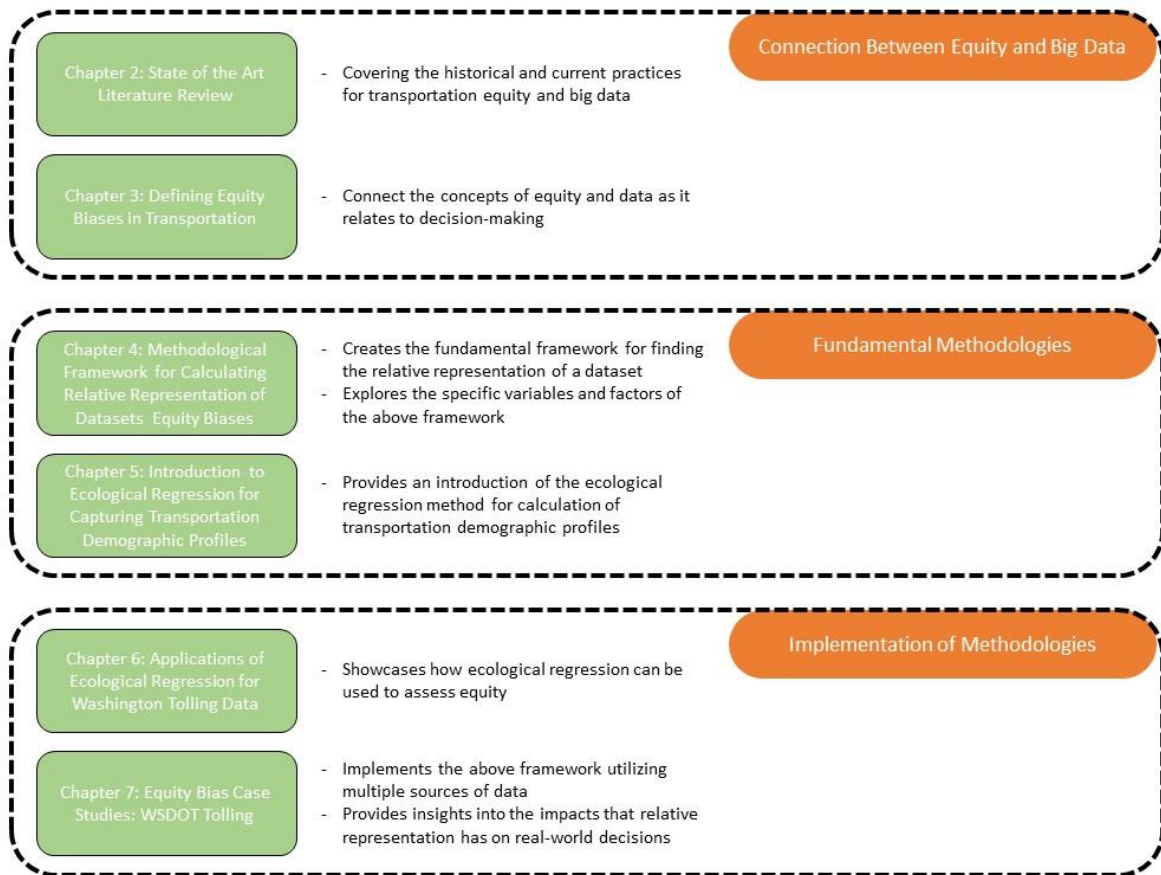 Connection Between Equity and Big Data
Chapter 2: State of the Art
Literature Review
- Covering the historical and current practices
for transportation equity and big data
Chapter 3: Defining Equity
Biases in Transportation
- Connect the concepts of equity and data as it
relates to decision-making
Fundamental Methodologies
Chapter 4: Methodological
Framework for Calculating
Relative Representation of
Datasets Equity Biases
- Creates the fundamental framework for finding
the relative representation of a dataset
- Explores the specific variables and factors of
the above framework
Chapter 5: Introduction to
Ecological Regression for
Capturing Transportation
Demographic Profiles
- Provides an introduction of the ecological
regression method for calculation of
transportation demographic profiles
Implementation of Methodologies
Chapter 6: Applications of
Ecological Regression for
Washington Tolling Data
- Showcases how ecological regression can be
used to assess equity
Chapter 7: Equity Bias Case
Studies: WSDOT Tolling
- Implements the above framework utilizing
multiple sources of data
- Provides insights into the impacts that relative
representation has on real-world decisions